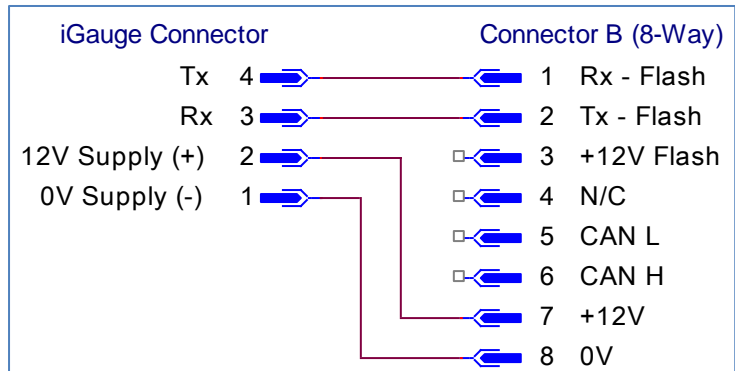 iGauge Connector Connector B (8-Way)
Tx 4 1 Rx - Flash
Rx 3 2 Tx - Flash
12V Supply (+) 2 3 +12V Flash
0V Supply (-) 1 4 N/C
5 CAN L
6 CAN H
7 +12V
8 0V